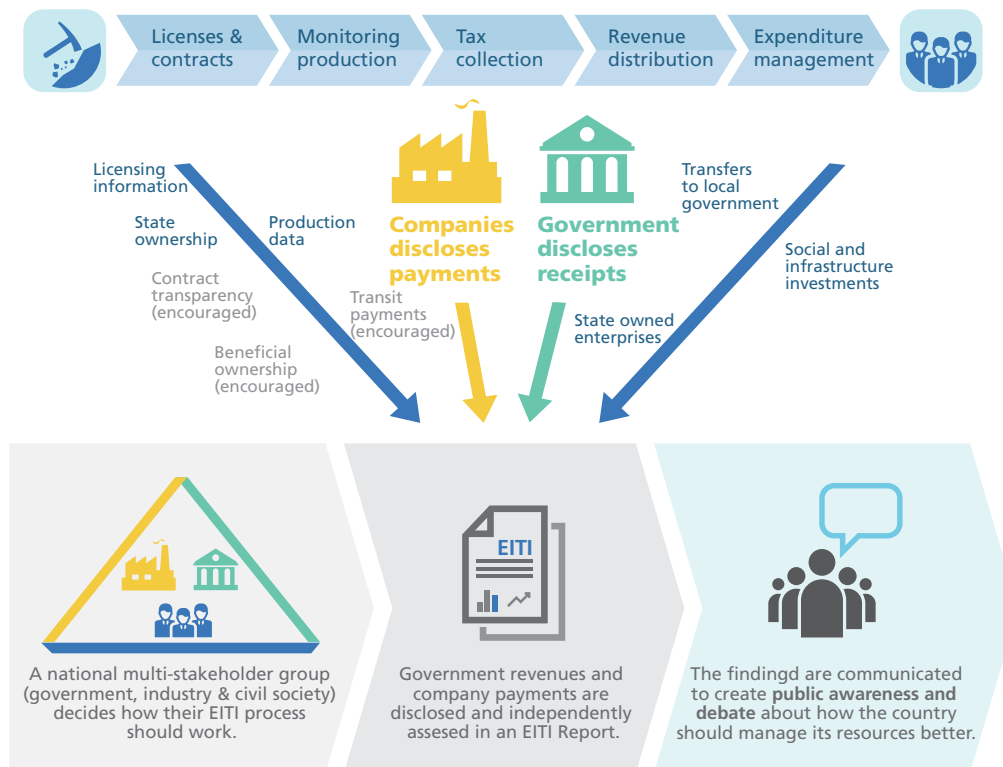 Licenses &
contracts
Monitoring
production
Tax
collection
Revenue
distribution
Expenditure
management
Licensing
information
State
ownership
Production
data
Contract
transparency
(encouraged)
Beneficial
ownership
(encouraged)
Transit
payments
(encouraged)
Companies
discloses
payments
Government
discloses
receipts
State owned
enterprises
Transfers
to local
government
Social and
infrastructure
investments
A national multi-stakeholder group
(government, industry & civil society)
decides how their EITI process
should work.
EITI
Government revenues and
company payments are
disclosed and independently
assesed in an EITI Report.
The findingd are communicated
to create public awareness and
debate about how the country
should manage its resources better.